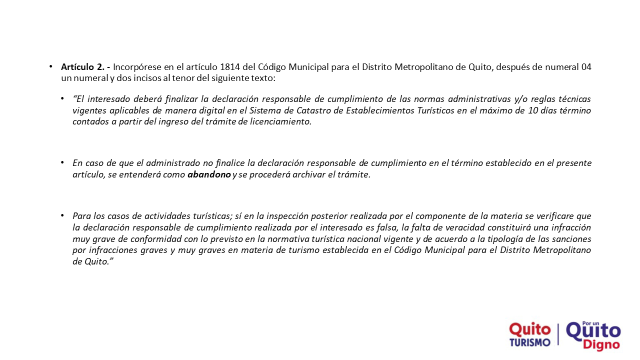 • Artículo 2. - Incorpórese en el artículo 1814 del Código Municipal para el Distrito Metropolitano de Quito, después de numeral 04
un numeral y dos incisos al tenor del siguiente texto:
• "El interesado deberá finalizar la declaración responsable de cumplimiento de las normas administrativas y/o reglas técnicas
vigentes aplicables de manera digital en el Sistema de Catastro de Establecimientos Turísticos en el máximo de 10 días término
contados a partir del ingreso del trámite de licenciamiento.
• En caso de que el administrado no finalice la declaración responsable de cumplimiento en el término establecido en el presente
artículo, se entenderá como abandono y se procederá archivar el trámite.
• Para los casos de actividades turísticas; sí en la inspección posterior realizada por el componente de la materia se verificare que
la declaración responsable de cumplimiento realizada por el interesado es falsa, la falta de veracidad constituirá una infracción
muy grave de conformidad con lo previsto en la normativa turística nacional vigente y de acuerdo a la tipología de las sanciones
por infracciones graves y muy graves en materia de turismo establecida en el Código Municipal para el Distrito Metropolitano
de Quito."
Quito
TURISMO
Por un
Quito
Digno